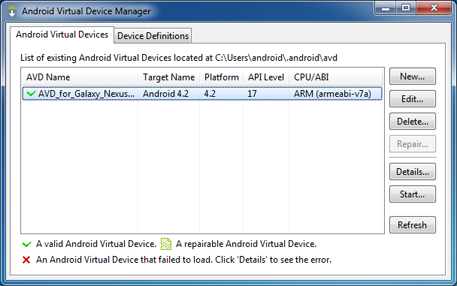 Android Virtual Device Manager
Android Virtual Devices Device Definitions
List of existing Android Virtual Devices located at C:\Users\android\.android\avd
AVD Name Target Name Platform API Level CPU/ABI
AVD_for_Galaxy_Nexus... Android 4.2 4.2 17 ARM (armeabi-v7a)
New...
Edit...
Delete...
Repair...
Details...
Start...
Refresh
A valid Android Virtual Device. A repairable Android Virtual Device.
An Android Virtual Device that failed to load. Click 'Details' to see the error.